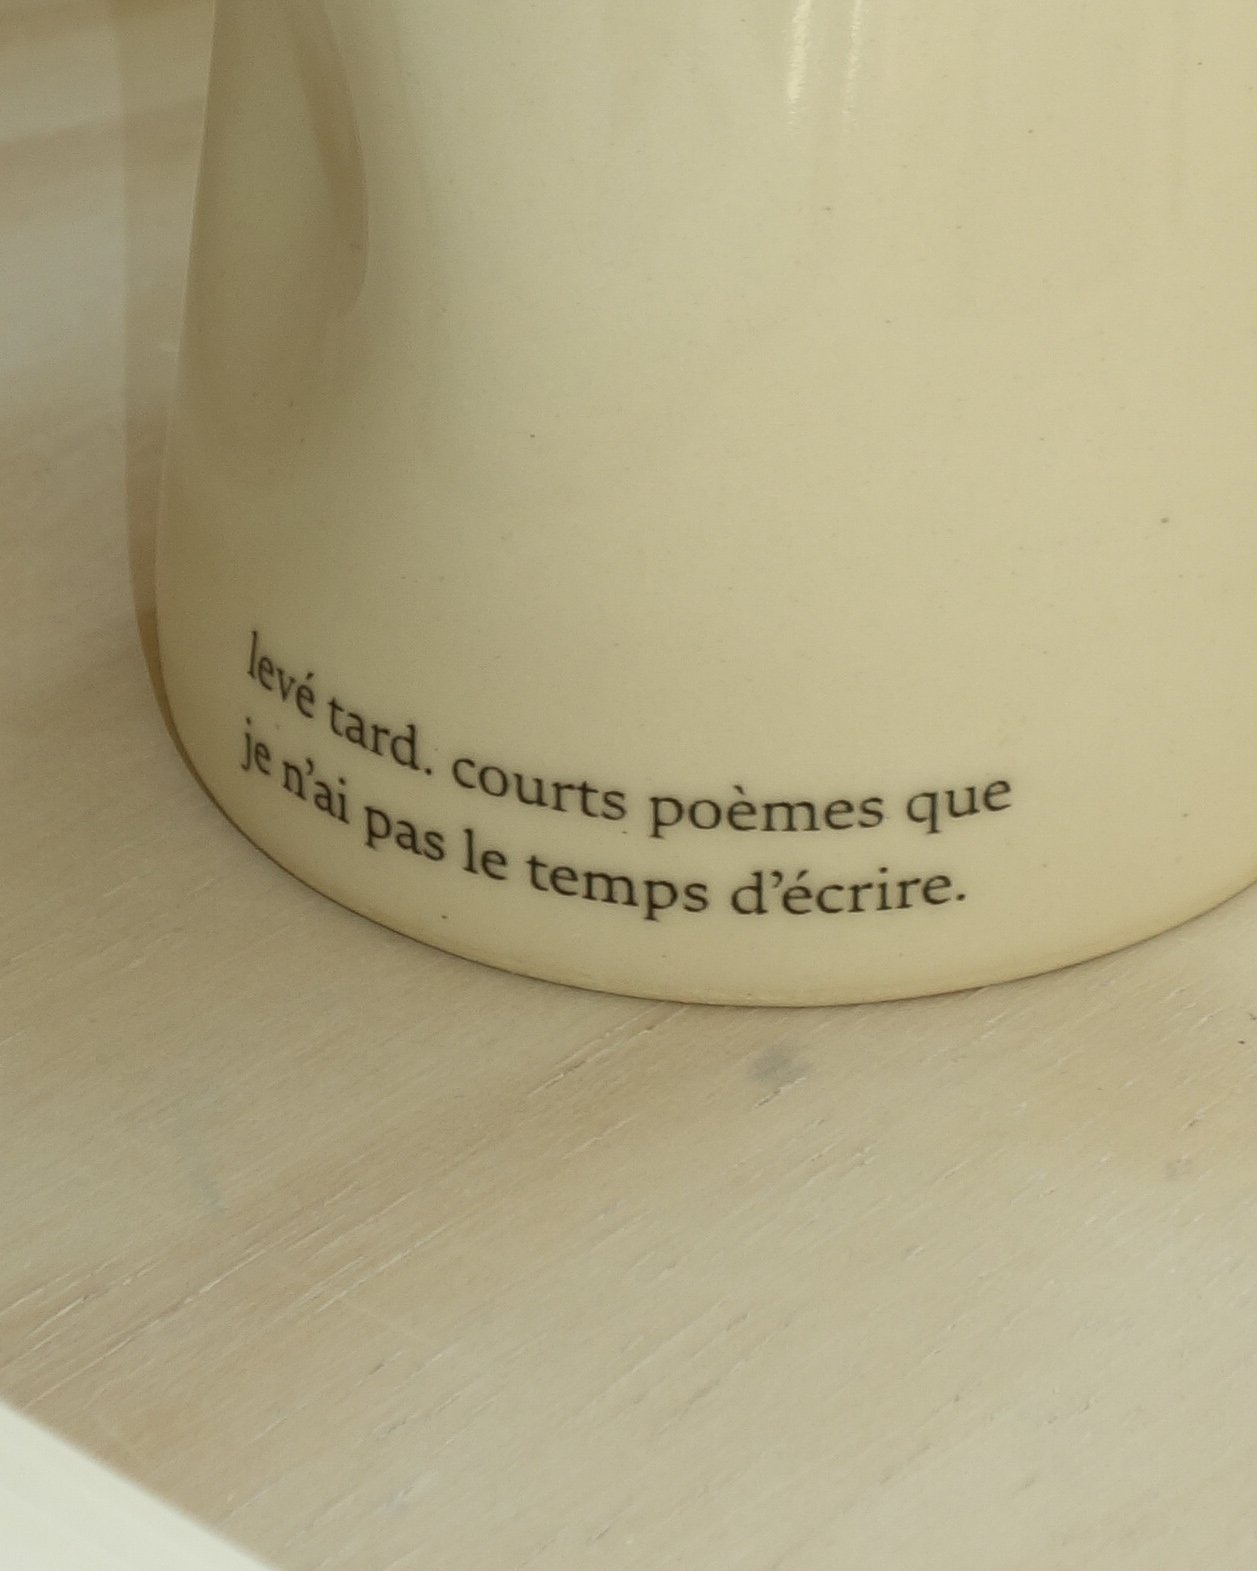 levé tard. courts poèmes que
je n’ai pas le temps d’écrire.